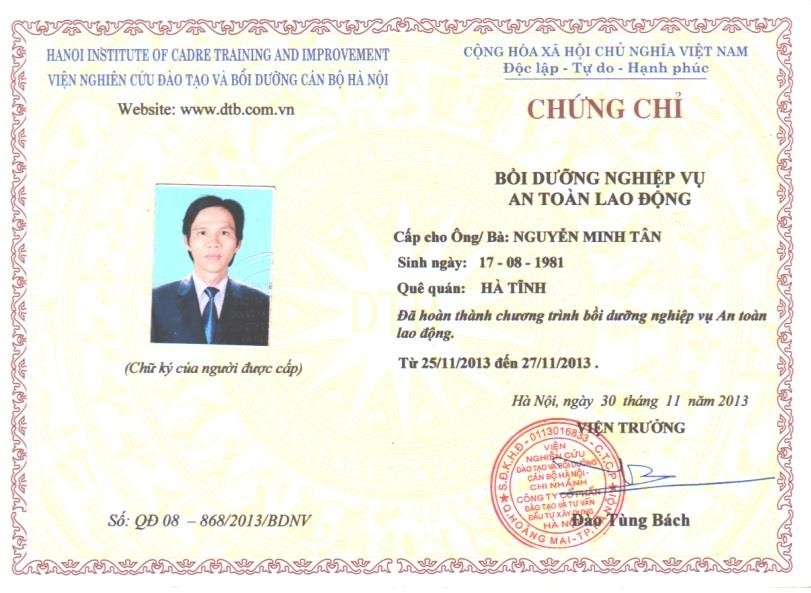 HANOI INSTITUTE OF CADRE TRAINING AND IMPROVEMENT
VIỆN NGHIÊN CỨU ĐÀO TẠO VÀ BỒI DƯỠNG CÁN BỘ HÀ NỘI
Website: www.dtb.com.vn
CỘNG HÒA XÃ HỘI CHỦ NGHĨA VIỆT NAM
Độc lập - Tự do - Hạnh phúc
CHỨNG CHỈ
BỒI DƯỠNG NGHIỆP VỤ
AN TOÀN LAO ĐỘNG
Cấp cho Ông/ Bà: NGUYỄN MINH TÂN
Sinh ngày: 17 - 08 - 1981
Quê quán: HÀ TĨNH
Đã hoàn thành chương trình bồi dưỡng nghiệp vụ An toàn
lao động.
Từ 25/11/2013 đến 27/11/2013 .
(Chữ ký của người được cấp)
Hà Nội, ngày 30 tháng 11 năm 2013
VIỆN TRƯỞNG
S.Đ.K.H.Đ - 0113016833 - C.T.C.P
VIỆN
NGHIÊN CỨU
ĐÀO TẠO VÀ BỒI DƯỠNG
CÁN BỘ HÀ NỘI -
CHI NHÁNH
CÔNG TY CỔ PHẦN
ĐÀO TẠO VÀ TƯ VẤN
ĐẦU TƯ XÂY DỰNG
HÀ NỘI
Q.HOÀNG MAI-TP.HÀ NỘI
Đào Tùng Bách
Số: QĐ 08 – 868/2013/BDNV
DT